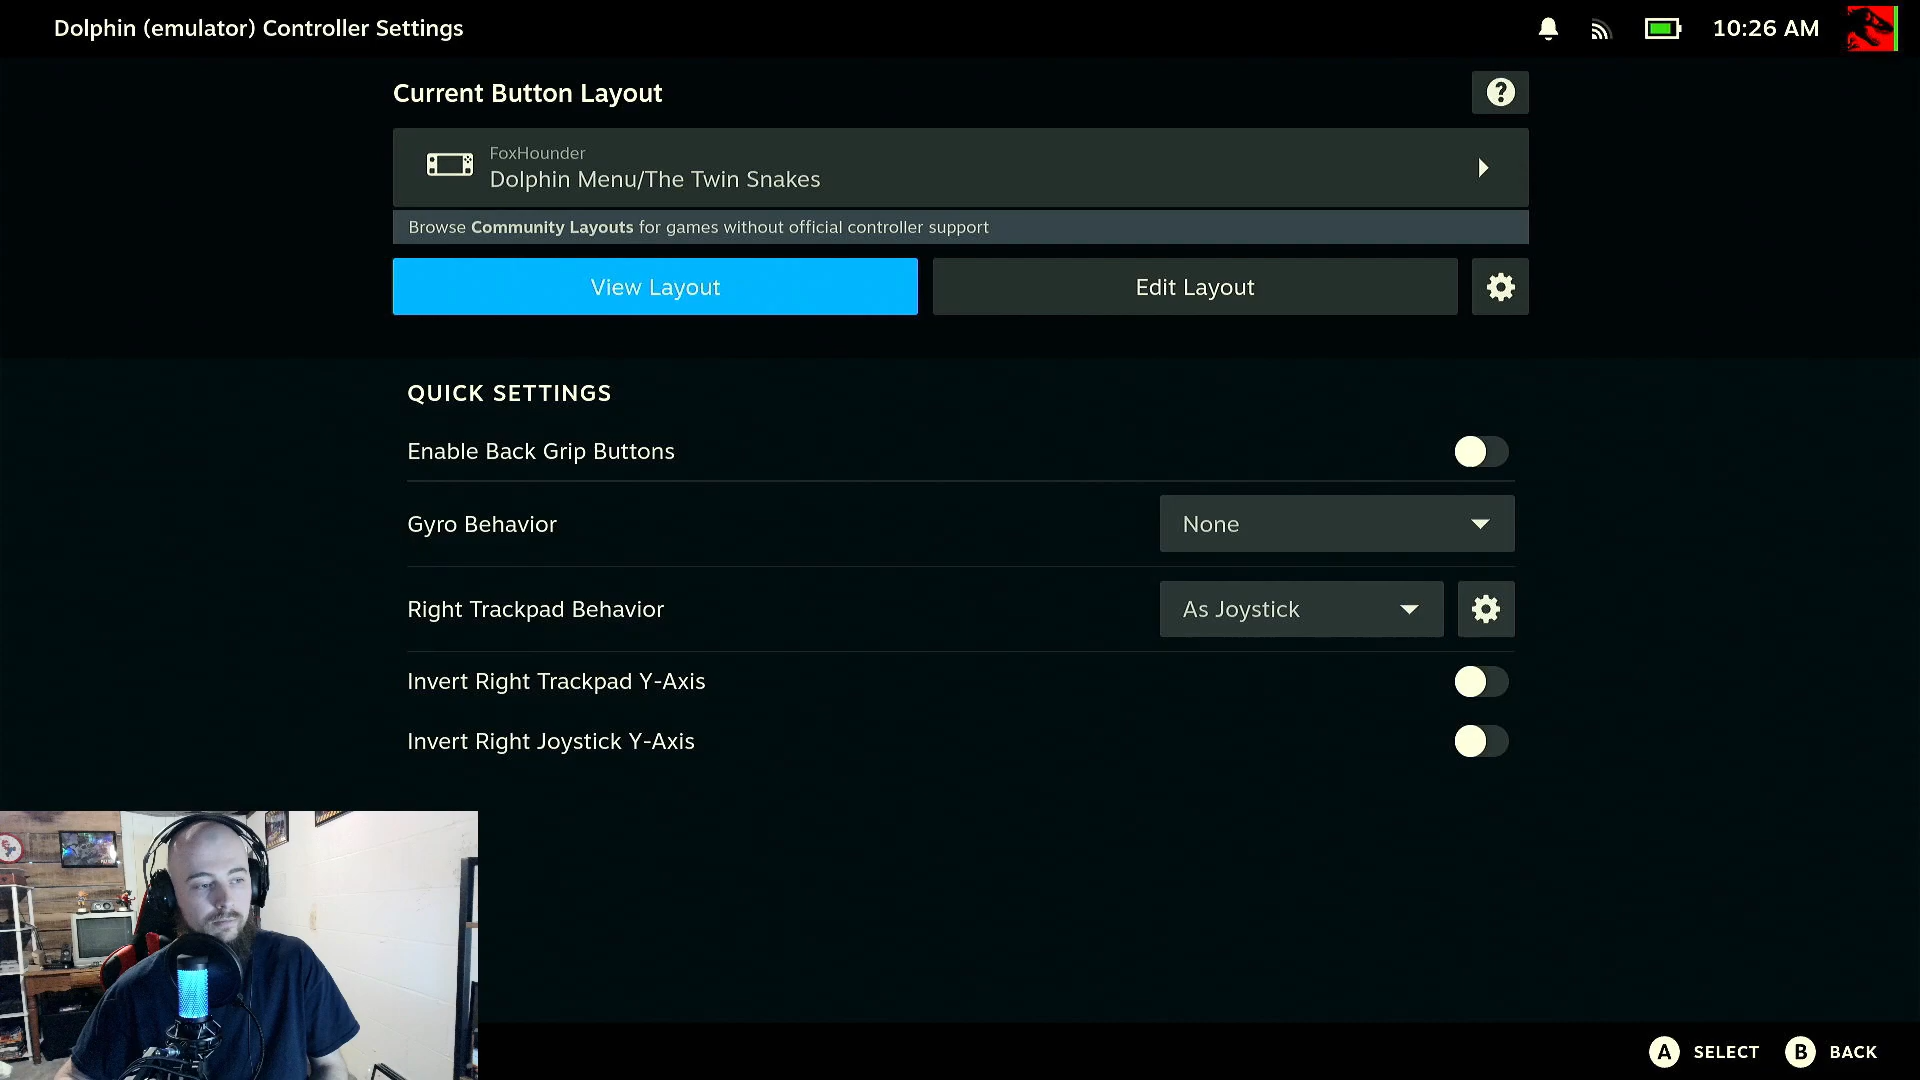 Dolphin (emulator) Controller Settings
10:26 AM
Current Button Layout
?
FoxHounder
Dolphin Menu/The Twin Snakes
Browse Community Layouts for games without official controller support
View Layout
Edit Layout
QUICK SETTINGS
Enable Back Grip Buttons
Gyro Behavior
None
Right Trackpad Behavior
As Joystick
Invert Right Trackpad Y-Axis
Invert Right Joystick Y-Axis
A SELECT
B BACK